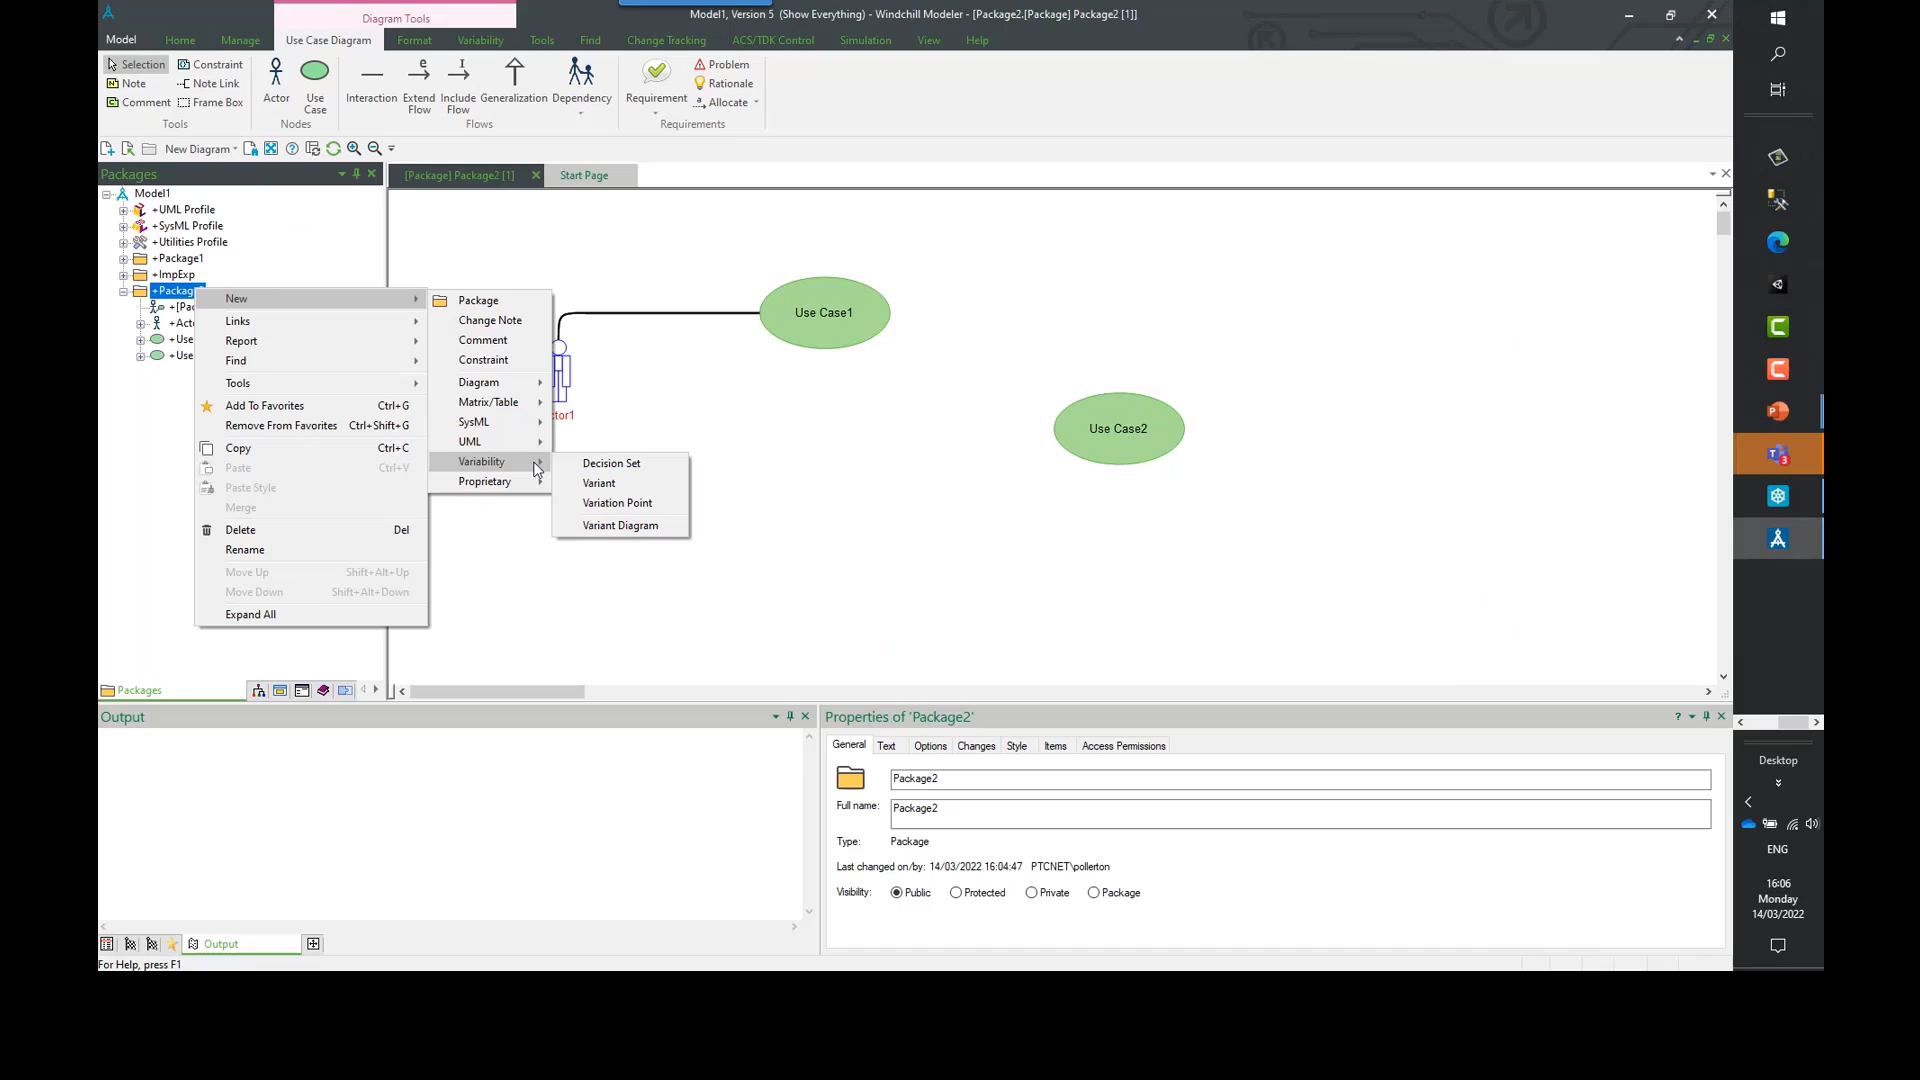 Diagram Tools
Model1, Version 5 (Show Everything) - Windchill Modeler - [Package2.[Package] Package2 [1]]
Model Home Manage Use Case Diagram Format Variability Tools Find Change Tracking ACS/TDK Control Simulation View Help
Selection Constraint
Note Note Link
Comment Frame Box
Tools
Actor Use Case
Nodes
Interaction Extend Flow Include Flow Generalization Dependency
Flows
Requirement Problem
Rationale
Allocate
Requirements
New Diagram
Packages
[Package] Package2 [1] Start Page
Model1
+UML Profile
+SysML Profile
+Utilities Profile
+Package1
+ImpExp
+Packag
+[Pac
+Acto
+Use
+Use
New
Links
Report
Find
Tools
Add To Favorites Ctrl+G
Remove From Favorites Ctrl+Shift+G
Copy Ctrl+C
Paste Ctrl+V
Paste Style
Merge
Delete Del
Rename
Move Up Shift+Alt+Up
Move Down Shift+Alt+Down
Expand All
Package
Change Note
Comment
Constraint
Diagram
Matrix/Table
SysML
UML
Variability
Proprietary
Decision Set
Variant
Variation Point
Variant Diagram
ctor1
Use Case1
Use Case2
Packages
Output
Properties of 'Package2'
General Text Options Changes Style Items Access Permissions
Package2
Full name: Package2
Type: Package
Last changed on/by: 14/03/2022 16:04:47 PTCNET\pollerton
Visibility: Public Protected Private Package
Output
For Help, press F1
3
Desktop
ENG
16:06
Monday
14/03/2022